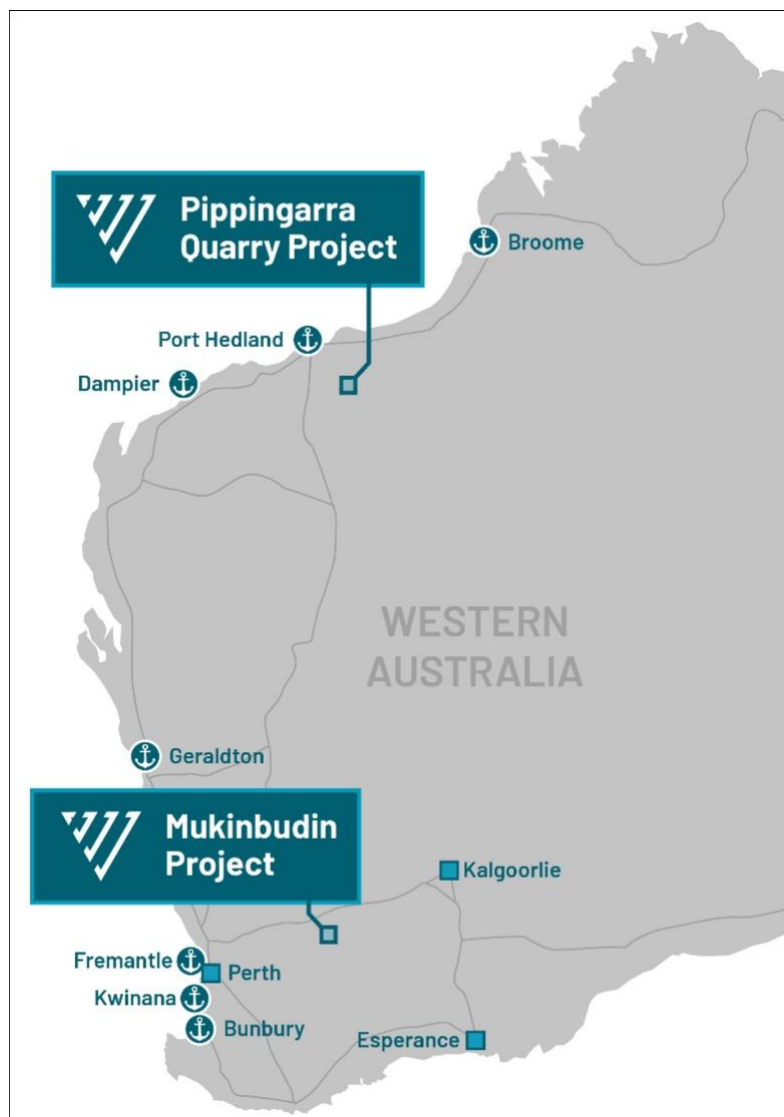 Pippingarra
Quarry Project
Broome
Port Hedland
Dampier
WESTERN
AUSTRALIA
Geraldton
Mukinbudin
Project
Kalgoorlie
Fremantle
Perth
Kwinana
Bunbury
Esperance